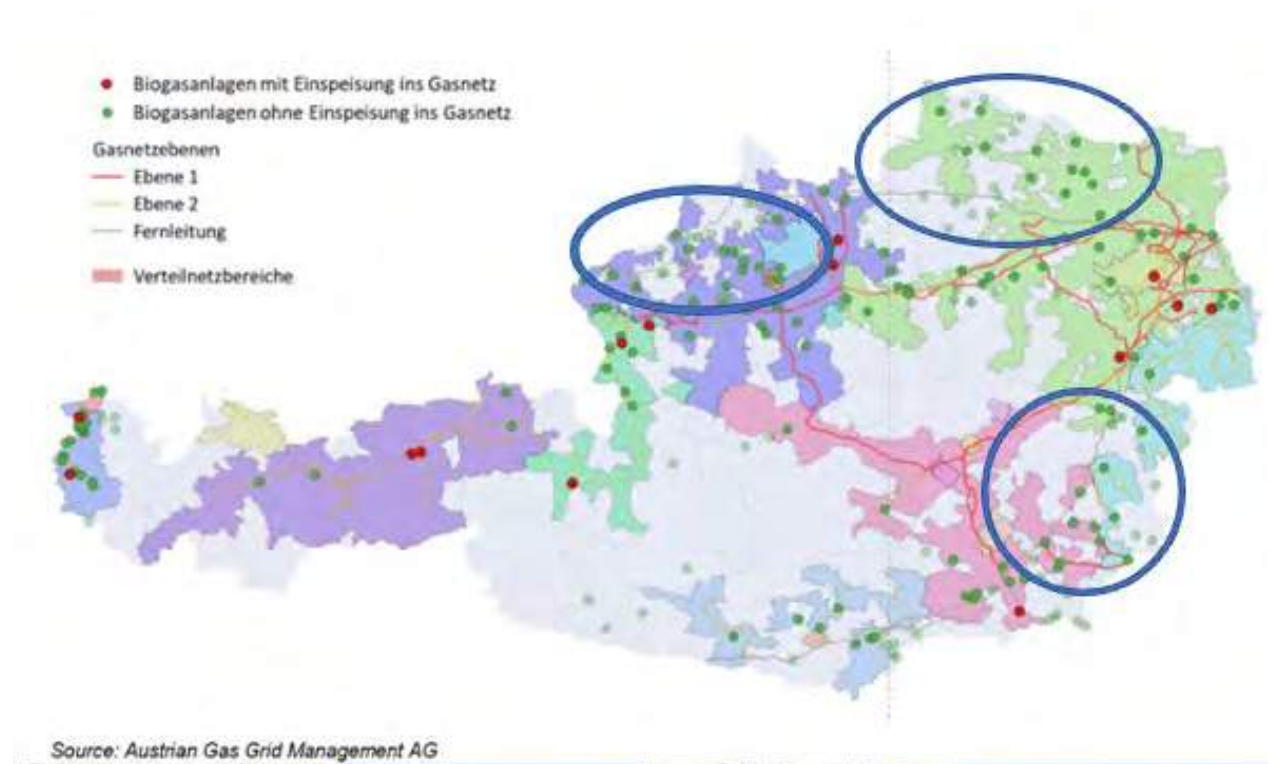 Biogasanlagen mit Einspeisung ins Gasnetz
Biogasanlagen ohne Einspeisung ins Gasnetz
Gasnetzebenen
Ebene 1
Ebene 2
Fernleitung
Verteilnetzbereiche
Source: Austrian Gas Grid Management AG